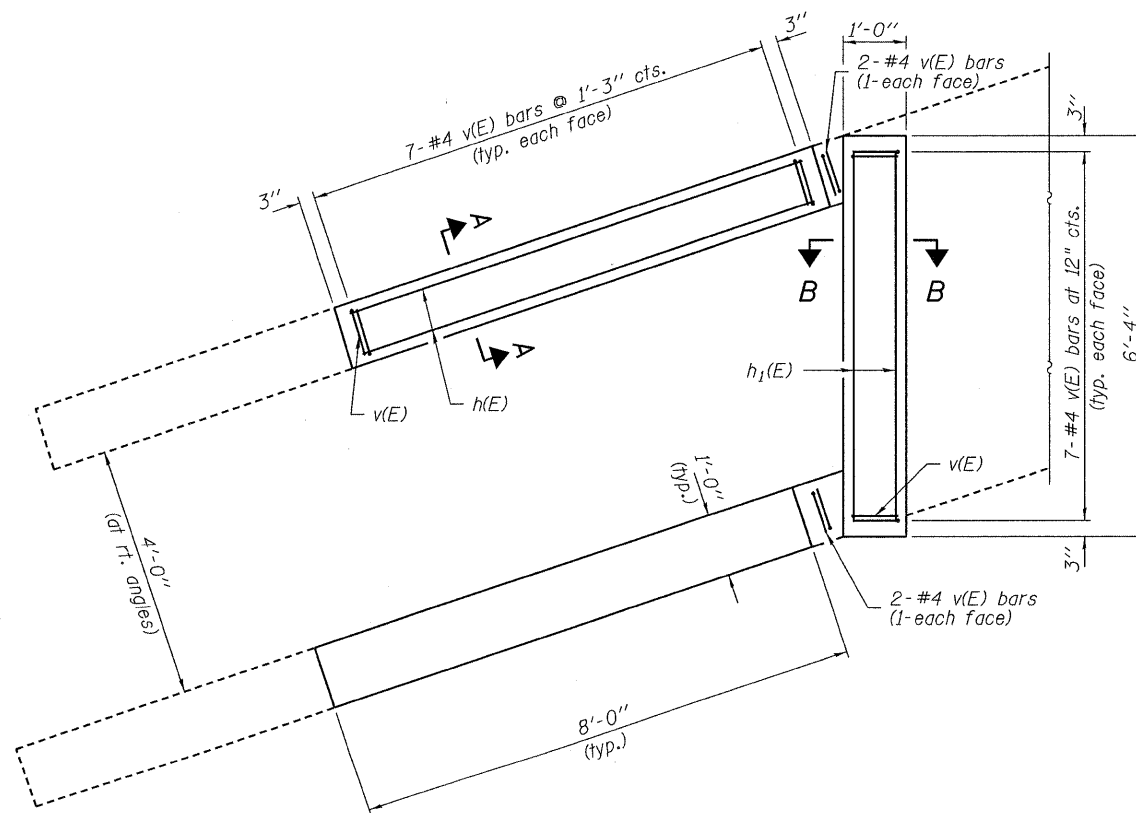 3"
7-#4 v(E) bars @ 1'-3" cts.
(typ. each face)
3"
1'-0"
2-#4 v(E) bars
(1-each face)
3"
A
A
B
B
h1(E)
7-#4 v(E) bars at 12" cts.
(typ. each face)
6'-4"
v(E)
h(E)
v(E)
1'-0"
(typ.)
4'-0"
(at rt. angles)
3"
2-#4 v(E) bars
(1-each face)
8'-0"
(typ.)